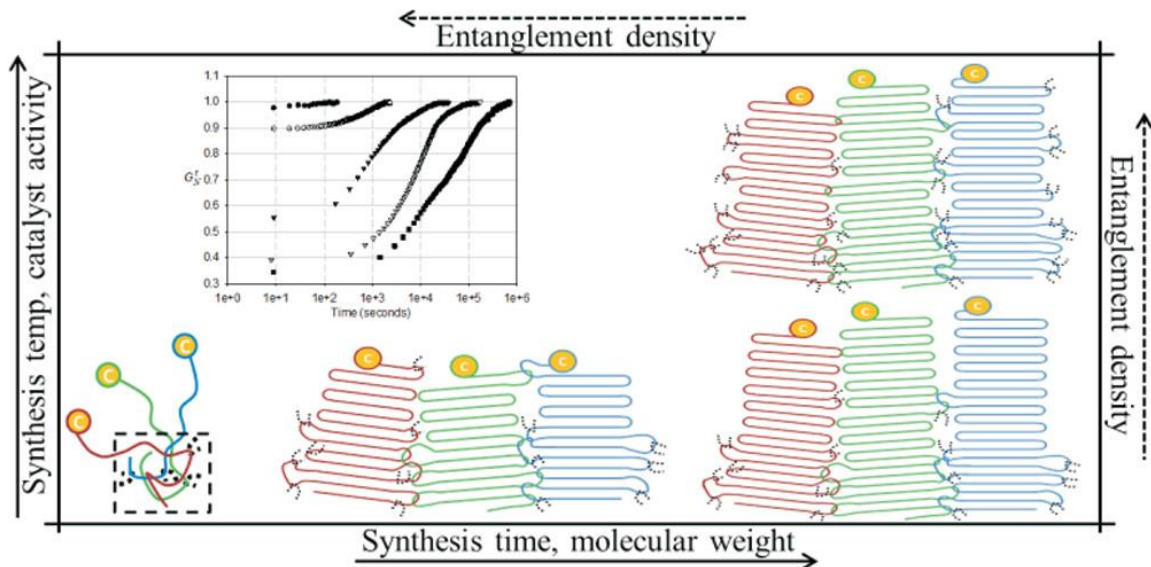 Entanglement density
Synthesis temp, catalyst activity
1.1
1.0
0.9
0.8
0.7
0.6
0.5
0.4
0.3
1e+0 1e+1 1e+2 1e+3 1e+4 1e+5 1e+6
Time (seconds)
C
C
C
C
C
C
C
C
C
C
C
C
Entanglement density
Synthesis time, molecular weight